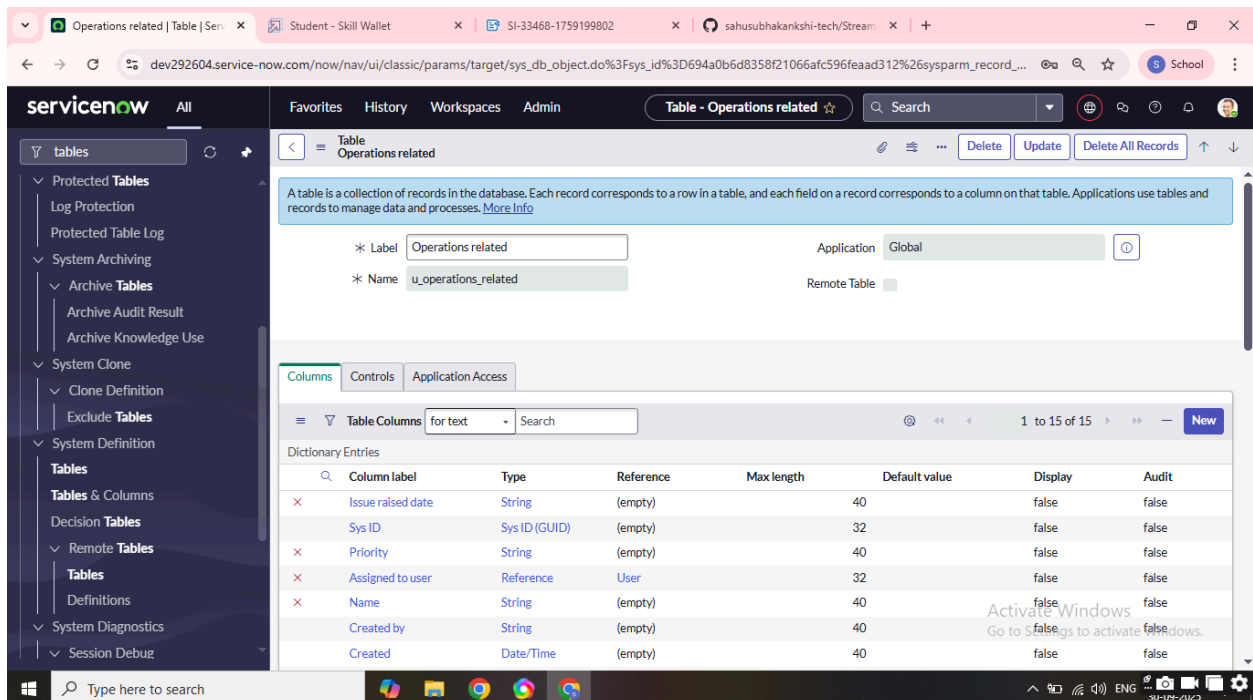 Operations related | Table | Serv
Student - Skill Wallet
SI-33468-1759199802
sahusubhakankshi-tech/Stream
dev292604.service-now.com/now/nav/ui/classic/params/target/sys_db_object.do%3Fsys_id%3D694a0b6d8358f21066afc596feaad312%26sysparm_record_...
S School
servicenow All Favorites History Workspaces Admin Table - Operations related Search
tables
Protected Tables
Log Protection
Protected Table Log
System Archiving
Archive Tables
Archive Audit Result
Archive Knowledge Use
System Clone
Clone Definition
Exclude Tables
System Definition
Tables
Tables & Columns
Decision Tables
Remote Tables
Tables
Definitions
System Diagnostics
Session Debug
Table
Operations related
Delete Update Delete All Records
A table is a collection of records in the database. Each record corresponds to a row in a table, and each field on a record corresponds to a column on that table. Applications use tables and
records to manage data and processes. More Info
Label Operations related Application Global
Name u_operations_related Remote Table
Columns Controls Application Access
Table Columns for text Search 1 to 15 of 15 New
Dictionary Entries
Column label Type Reference Max length Default value Display Audit
Issue raised date String (empty) 40 false false
Sys ID Sys ID (GUID) (empty) 32 false false
Priority String (empty) 40 false false
Assigned to user Reference User 32 false false
Name String (empty) 40 false false
Created by String (empty) 40 false false
Created Date/Time (empty) 40 false false
Activate Windows
Go to Settings to activate Windows.
Type here to search
ENG
30-09-2025